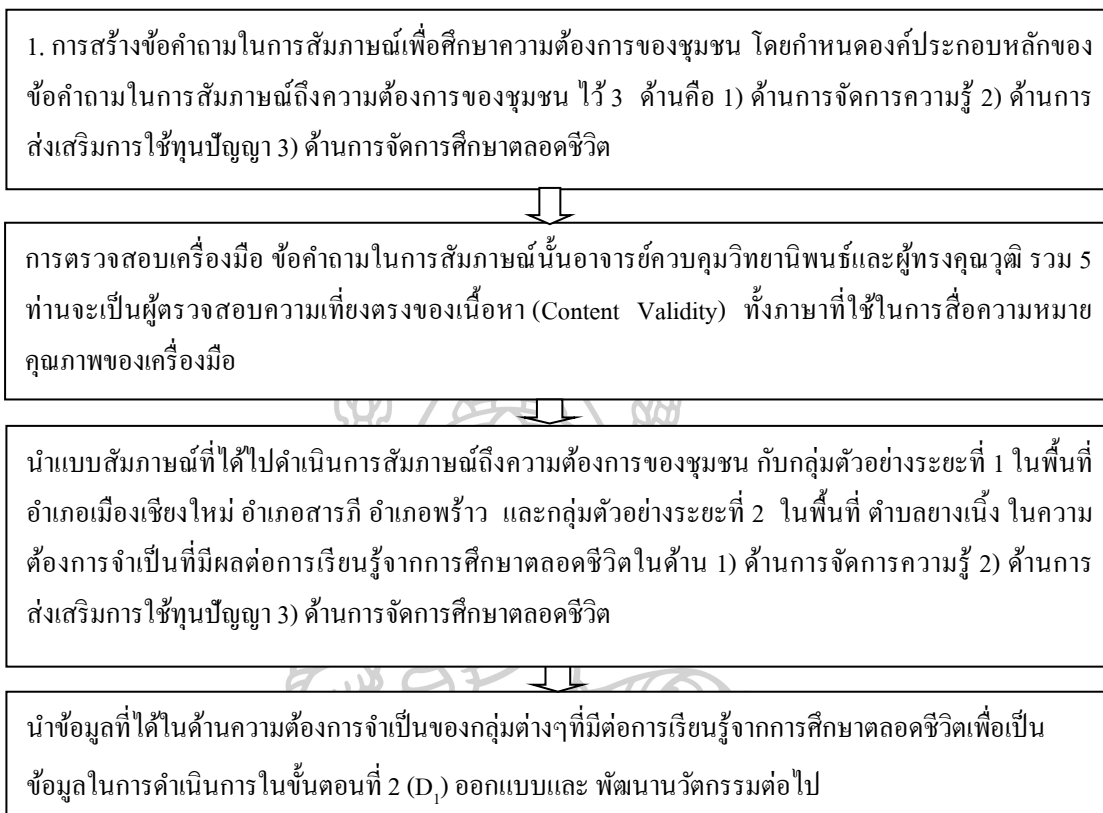 1. การสร้างข้อคำถามในการสัมภาษณ์เพื่อศึกษาความต้องการของชุมชน โดยกำหนดองค์ประกอบหลักของ
ข้อคำถามในการสัมภาษณ์ถึงความต้องการของชุมชน ไว้ 3 ด้านคือ 1) ด้านการจัดการความรู้ 2) ด้านการ
ส่งเสริมการใช้ทุนปัญญา 3) ด้านการจัดการศึกษาตลอดชีวิต
การตรวจสอบเครื่องมือ ข้อคำถามในการสัมภาษณ์นั้นอาจารย์ควบคุมวิทยานิพนธ์และผู้ทรงคุณวุฒิ รวม 5
ท่านจะเป็นผู้ตรวจสอบความเที่ยงตรงของเนื้อหา (Content Validity) ทั้งภาษาที่ใช้ในการสื่อความหมาย
คุณภาพของเครื่องมือ
นำแบบสัมภาษณ์ที่ได้ไปดำเนินการสัมภาษณ์ถึงความต้องการของชุมชน กับกลุ่มตัวอย่างระยะที่ 1 ในพื้นที่
อำเภอเมืองเชียงใหม่ อำเภอสารภี อำเภอพร้าว และกลุ่มตัวอย่างระยะที่ 2 ในพื้นที่ ตำบลยางเนิ้ง ในความ
ต้องการจำเป็นที่มีผลต่อการเรียนรู้จากการศึกษาตลอดชีวิตในด้าน 1) ด้านการจัดการความรู้ 2) ด้านการ
ส่งเสริมการใช้ทุนปัญญา 3) ด้านการจัดการศึกษาตลอดชีวิต
นำข้อมูลที่ได้ในด้านความต้องการจำเป็นของกลุ่มต่างๆที่มีต่อการเรียนรู้จากการศึกษาตลอดชีวิตเพื่อเป็น
ข้อมูลในการดำเนินการในขั้นตอนที่ 2 (D₁) ออกแบบและ พัฒนานวัตกรรมต่อไป